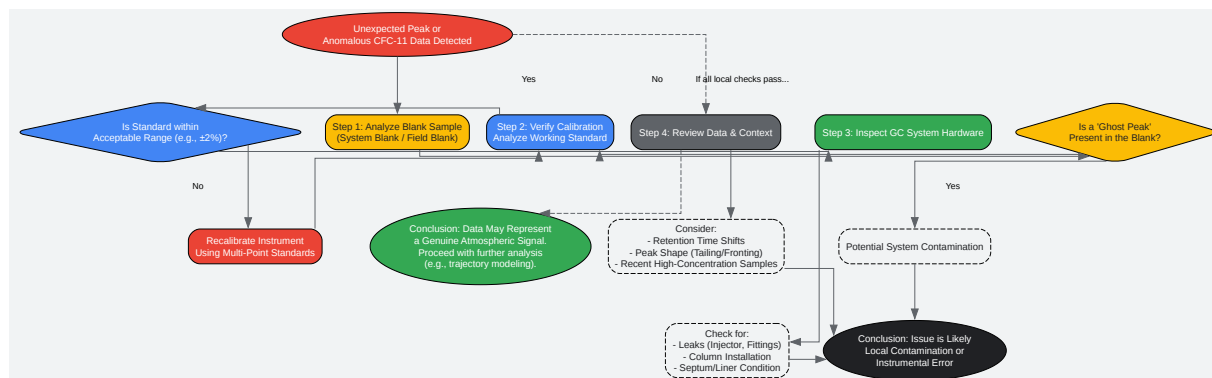 Unexpected Peak or
Anomalous CFC-11 Data Detected
Yes
No
If all local checks pass...
Is Standard within
Acceptable Range (e.g., ±2%)?
Step 1: Analyze Blank Sample
(System Blank / Field Blank)
Step 2: Verify Calibration
Analyze Working Standard
Step 4: Review Data & Context
Step 3: Inspect GC System Hardware
Is a 'Ghost Peak'
Present in the Blank?
No
Yes
Recalibrate Instrument
Using Multi-Point Standards
Conclusion: Data May Represent
a Genuine Atmospheric Signal.
Proceed with further analysis
(e.g., trajectory modeling).
Consider:
- Retention Time Shifts
- Peak Shape (Tailing/Fronting)
- Recent High-Concentration Samples
Potential System Contamination
Check for:
- Leaks (Injector, Fittings)
- Column Installation
- Septum/Liner Condition
Conclusion: Issue is Likely
Local Contamination or
Instrumental Error